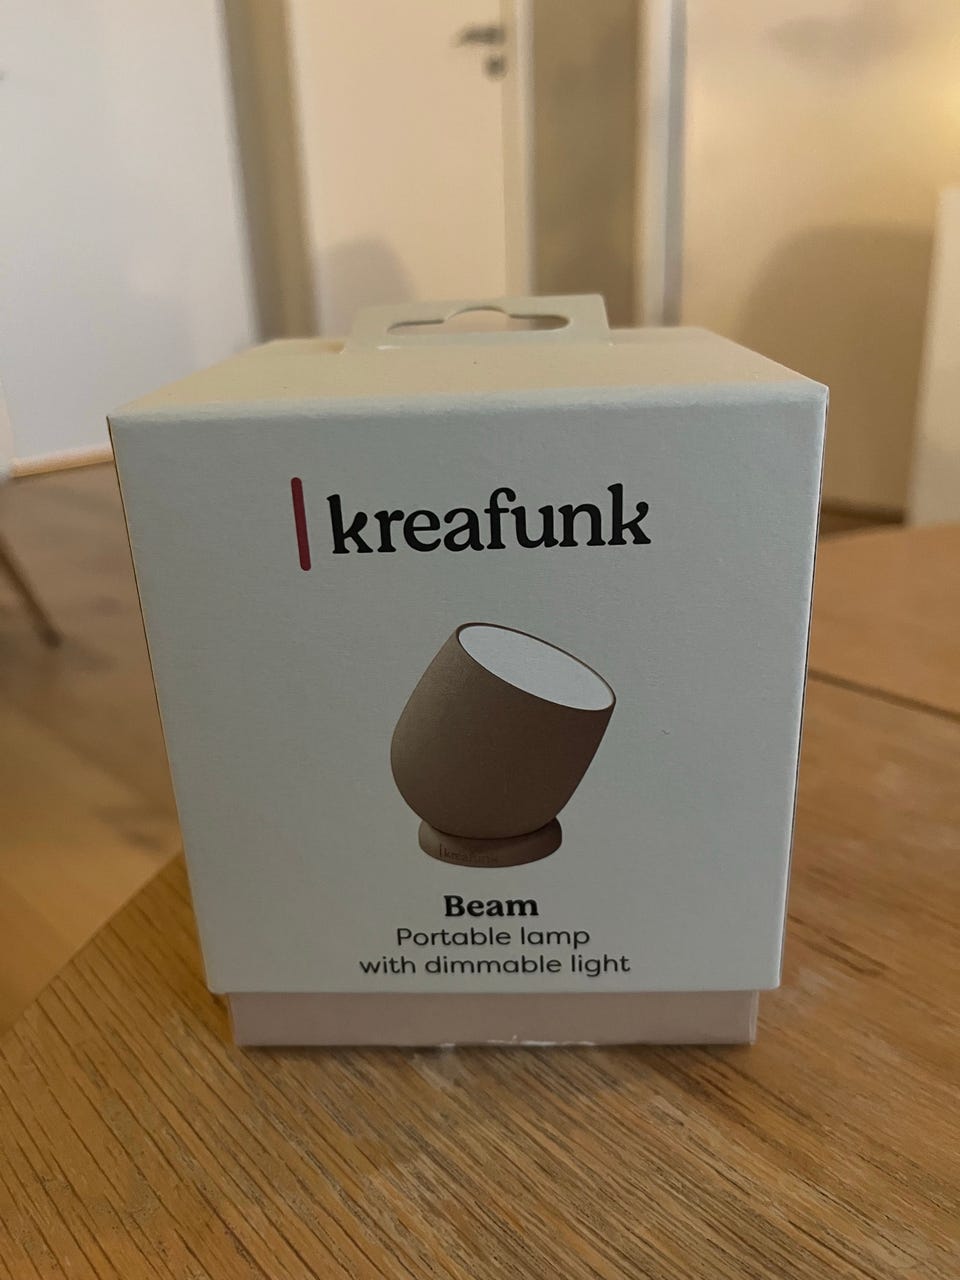 kreafunk
kreafunk
Beam
Portable lamp
with dimmable light